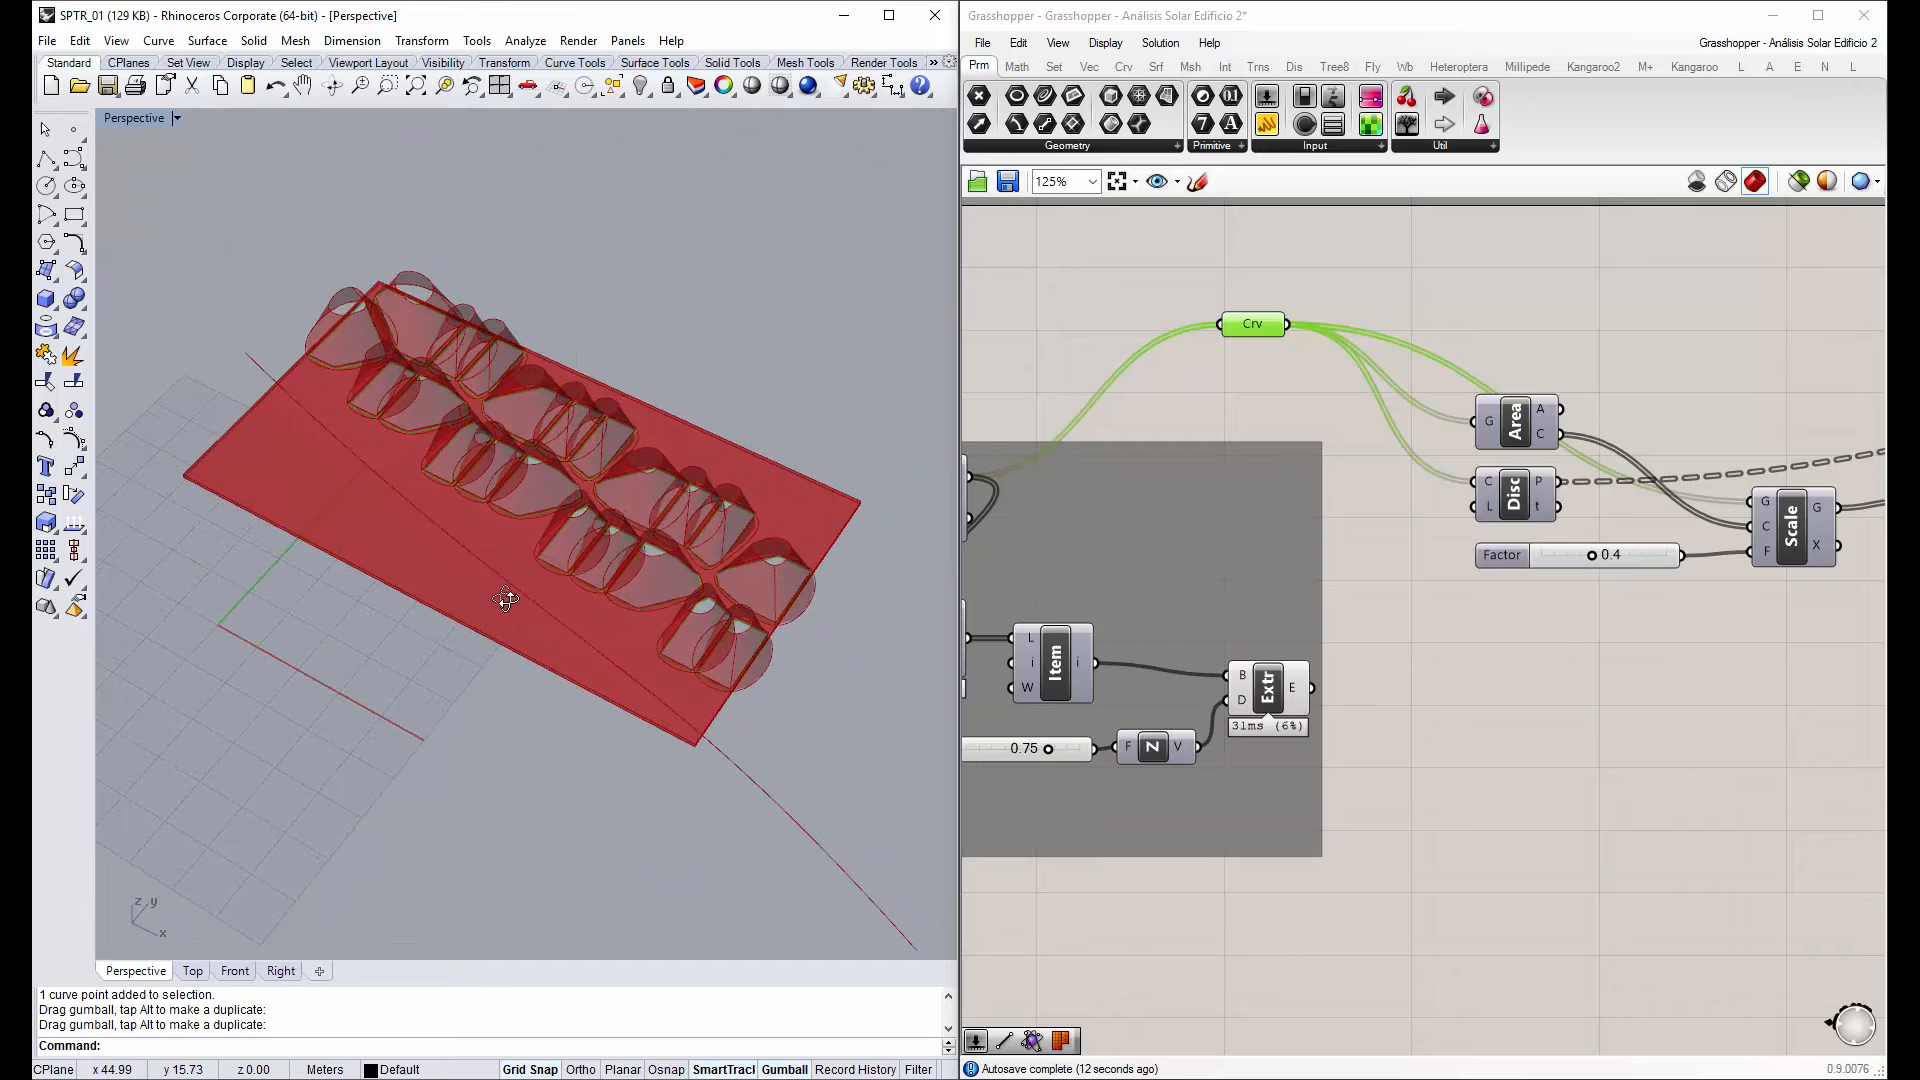 SPTR_01 (129 KB) - Rhinoceros Corporate (64-bit) - [Perspective]
File Edit View Curve Surface Solid Mesh Dimension Transform Tools Analyze Render Panels Help
Standard CPlanes Set View Display Select Viewport Layout Visibility Transform Curve Tools Surface Tools Solid Tools Mesh Tools Render Tools »
Perspective
z y
x
Perspective Top Front Right
1 curve point added to selection.
Drag gumball, tap Alt to make a duplicate:
Drag gumball, tap Alt to make a duplicate:
Command:
CPlane x 44.99 y 15.73 z 0.00 Meters Default Grid Snap Ortho Planar Osnap SmartTracl Gumball Record History Filter
Grasshopper - Grasshopper - Análisis Solar Edificio 2*
File Edit View Display Solution Help Grasshopper - Análisis Solar Edificio 2
Prm Math Set Vec Crv Srf Msh Int Trns Dis Tree8 Fly Wb Heteroptera Millipede Kangaroo2 M+ Kangaroo L A E N L
Geometry Primitive Input Util
125%
Crv
G Area A C
C L Disc P t
Factor 0.4
G C F Scale G X
L i W Item i
B D Extr E
31ms (6%)
0.75
F Z V
Autosave complete (12 seconds ago)
0.9.0076